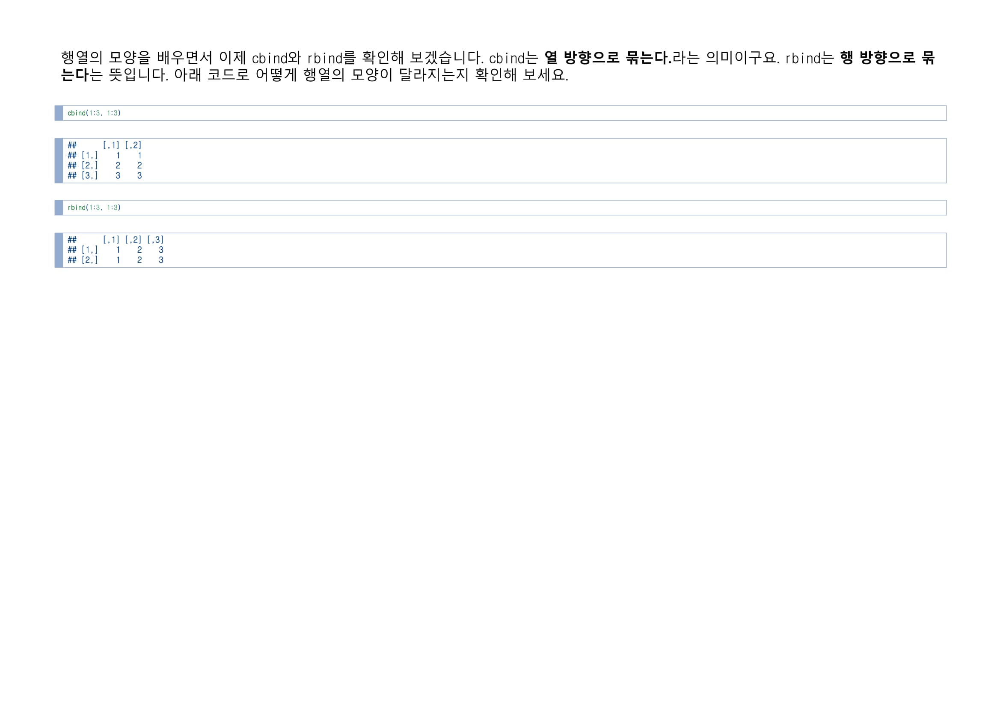 행열의 모양을 배우면서 이제 cbind와 rbind를 확인해 보겠습니다. cbind는 열 방향으로 묶는다.라는 의미이구요. rbind는 행 방향으로 묶
는다는 뜻입니다. 아래 코드로 어떻게 행열의 모양이 달라지는지 확인해 보세요.
cbind(1:3, 1:3)
##      [,1] [,2]
## [1,]    1    1
## [2,]    2    2
## [3,]    3    3
rbind(1:3, 1:3)
##      [,1] [,2] [,3]
## [1,]    1    2    3
## [2,]    1    2    3